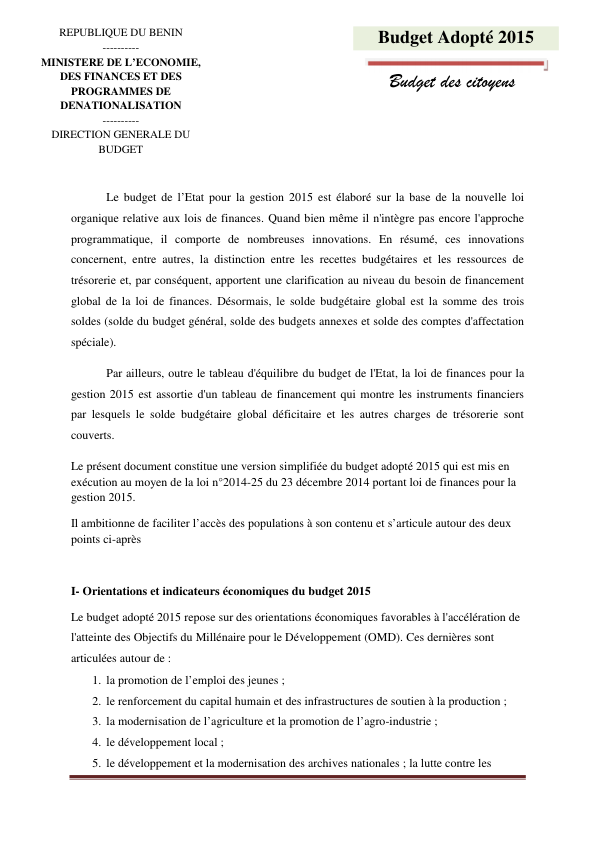 REPUBLIQUE DU BENIN
----------
MINISTERE DE L’ECONOMIE,
DES FINANCES ET DES
PROGRAMMES DE
DENATIONALISATION
----------
DIRECTION GENERALE DU
BUDGET
Budget Adopté 2015
Budget des citoyens
Le budget de l’Etat pour la gestion 2015 est élaboré sur la base de la nouvelle loi
organique relative aux lois de finances. Quand bien même il n'intègre pas encore l'approche
programmatique, il comporte de nombreuses innovations. En résumé, ces innovations
concernent, entre autres, la distinction entre les recettes budgétaires et les ressources de
trésorerie et, par conséquent, apportent une clarification au niveau du besoin de financement
global de la loi de finances. Désormais, le solde budgétaire global est la somme des trois
soldes (solde du budget général, solde des budgets annexes et solde des comptes d'affectation
spéciale).
Par ailleurs, outre le tableau d'équilibre du budget de l'Etat, la loi de finances pour la
gestion 2015 est assortie d'un tableau de financement qui montre les instruments financiers
par lesquels le solde budgétaire global déficitaire et les autres charges de trésorerie sont
couverts.
Le présent document constitue une version simplifiée du budget adopté 2015 qui est mis en
exécution au moyen de la loi n°2014-25 du 23 décembre 2014 portant loi de finances pour la
gestion 2015.
Il ambitionne de faciliter l’accès des populations à son contenu et s’articule autour des deux
points ci-après
I- Orientations et indicateurs économiques du budget 2015
Le budget adopté 2015 repose sur des orientations économiques favorables à l'accélération de
l'atteinte des Objectifs du Millénaire pour le Développement (OMD). Ces dernières sont
articulées autour de :
1. la promotion de l’emploi des jeunes ;
2. le renforcement du capital humain et des infrastructures de soutien à la production ;
3. la modernisation de l’agriculture et la promotion de l’agro-industrie ;
4. le développement local ;
5. le développement et la modernisation des archives nationales ; la lutte contre les